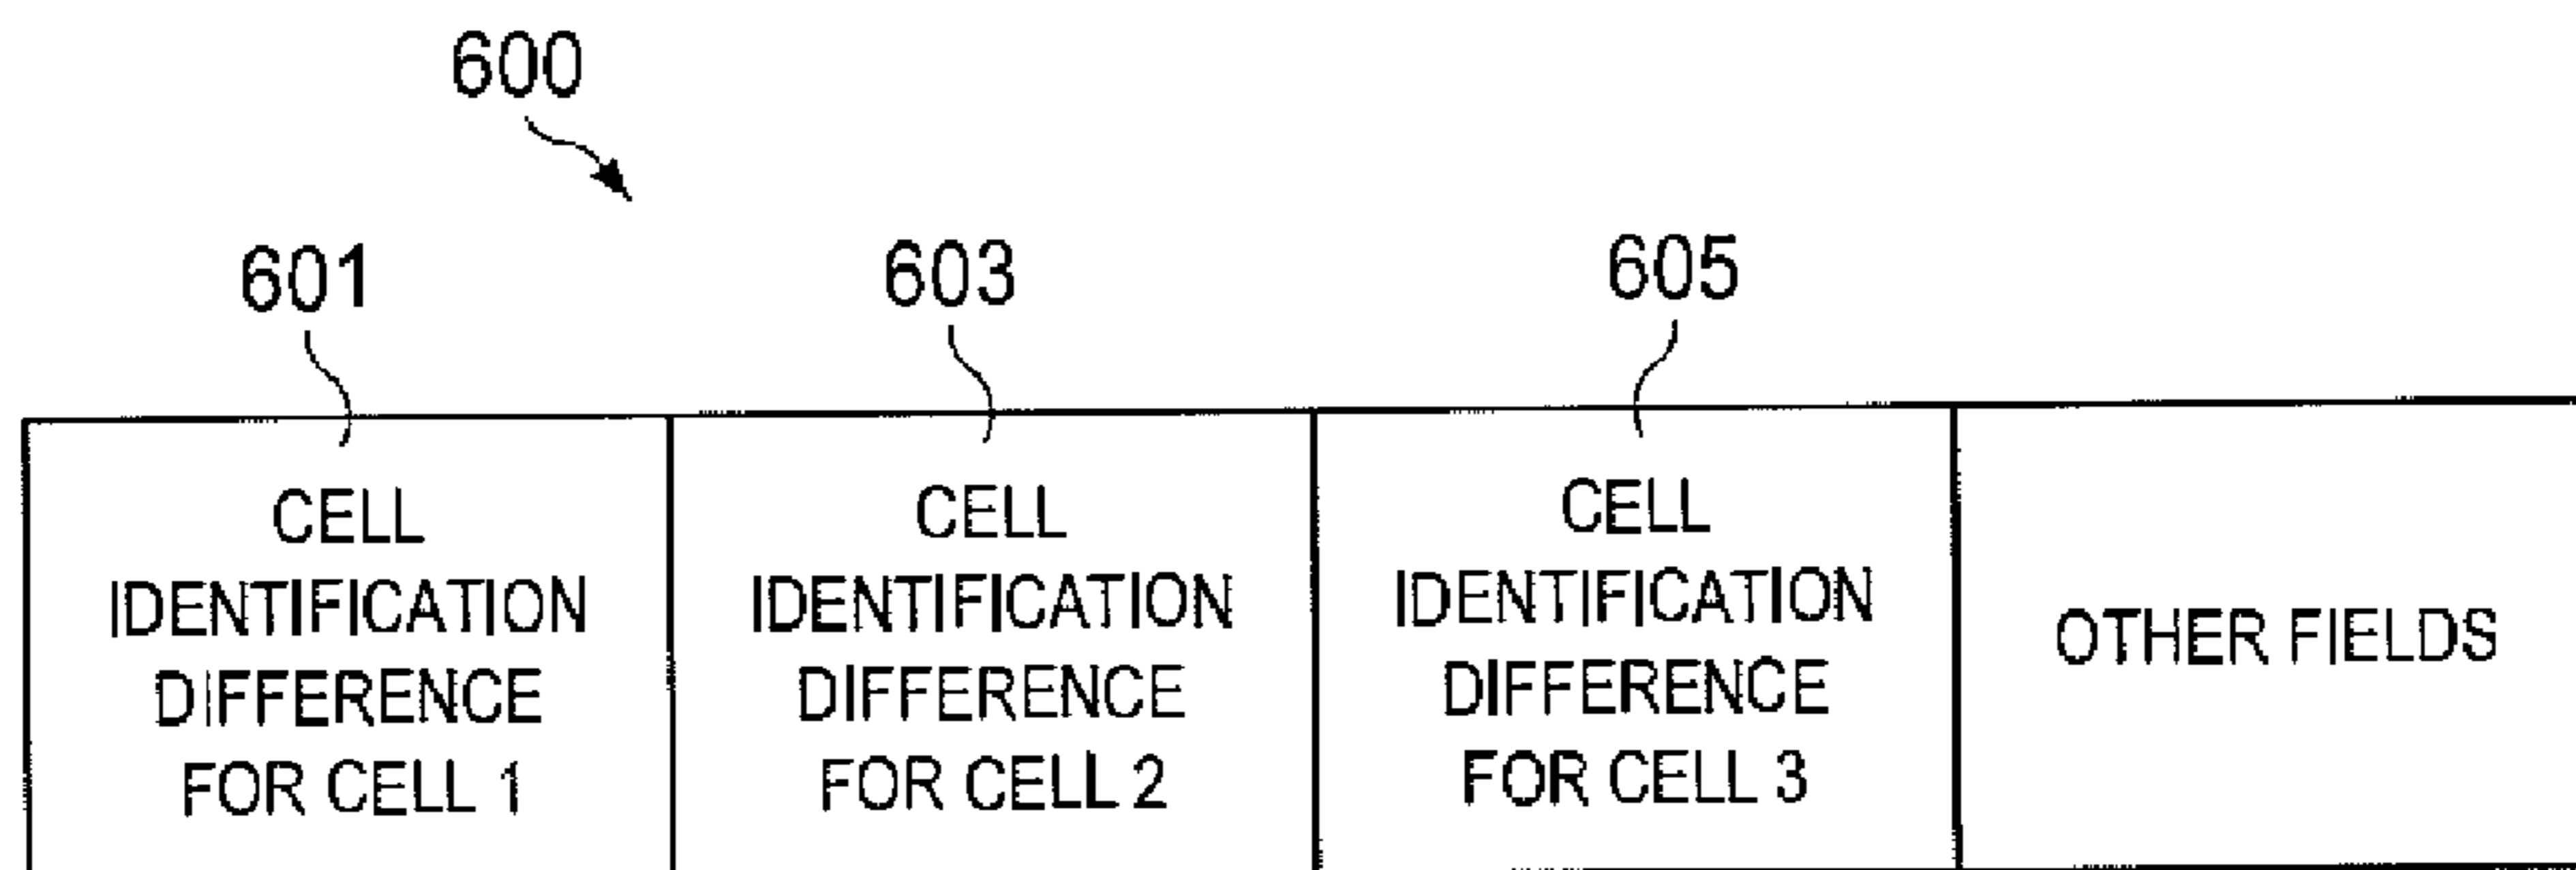 600
601
603
605
CELL
IDENTIFICATION
DIFFERENCE
FOR CELL 1
CELL
IDENTIFICATION
DIFFERENCE
FOR CELL 2
CELL
IDENTIFICATION
DIFFERENCE
FOR CELL 3
OTHER FIELDS